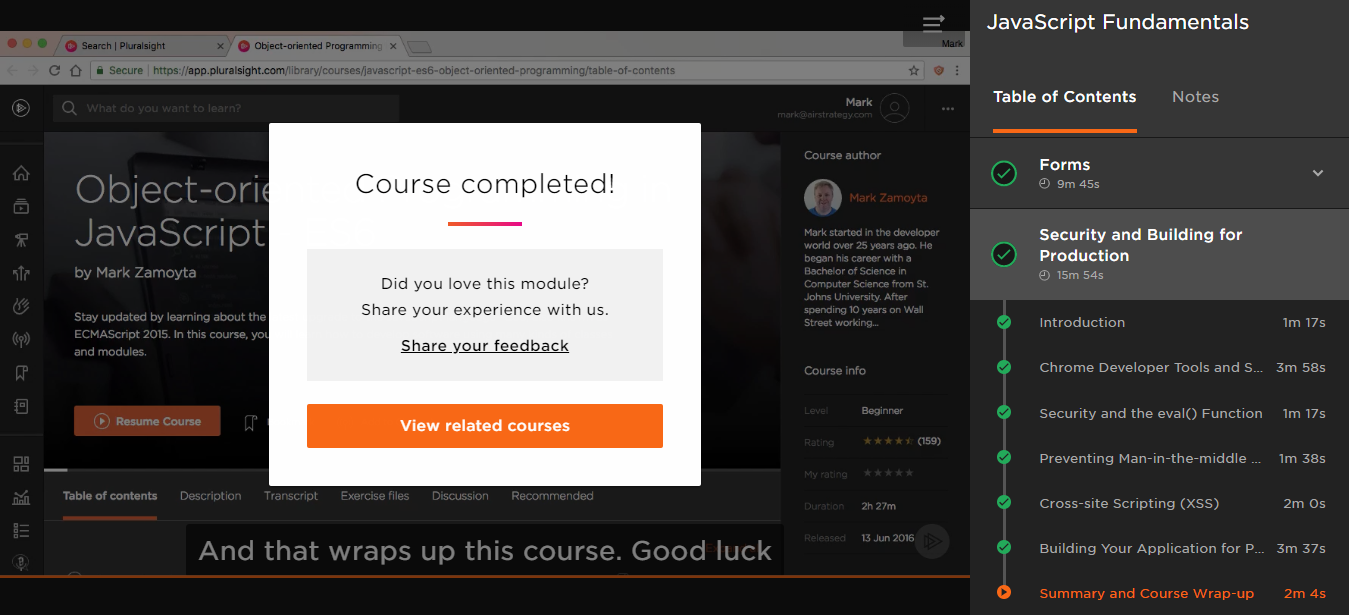 Search | Pluralsight
Object-oriented Programming
Mark
Secure | https://app.pluralsight.com/library/courses/javascript-es6-object-oriented-programming/table-of-contents
What do you want to learn?
Mark
mark@airstrategy.com
Object-orie
JavaScript
by Mark Zamoyta
Stay updated by learning about the
ECMAScript 2015. In this course, you
and modules.
Resume Course
Course completed!
Did you love this module?
Share your experience with us.
Share your feedback
View related courses
Course author
Mark Zamoyta
Mark started in the developer
world over 25 years ago. He
began his career with a
Bachelor of Science in
Computer Science from St.
Johns University. After
spending 10 years on Wall
Street working...
Course info
Level Beginner
Rating (159)
My rating
Duration 2h 27m
Released 13 Jun 2016
Table of contents Description Transcript Exercise files Discussion Recommended
And that wraps up this course. Good luck
JavaScript Fundamentals
Table of Contents Notes
Forms
9m 45s
Security and Building for
Production
15m 54s
Introduction 1m 17s
Chrome Developer Tools and S... 3m 58s
Security and the eval() Function 1m 17s
Preventing Man-in-the-middle ... 1m 38s
Cross-site Scripting (XSS) 2m 0s
Building Your Application for P... 3m 37s
Summary and Course Wrap-up 2m 4s